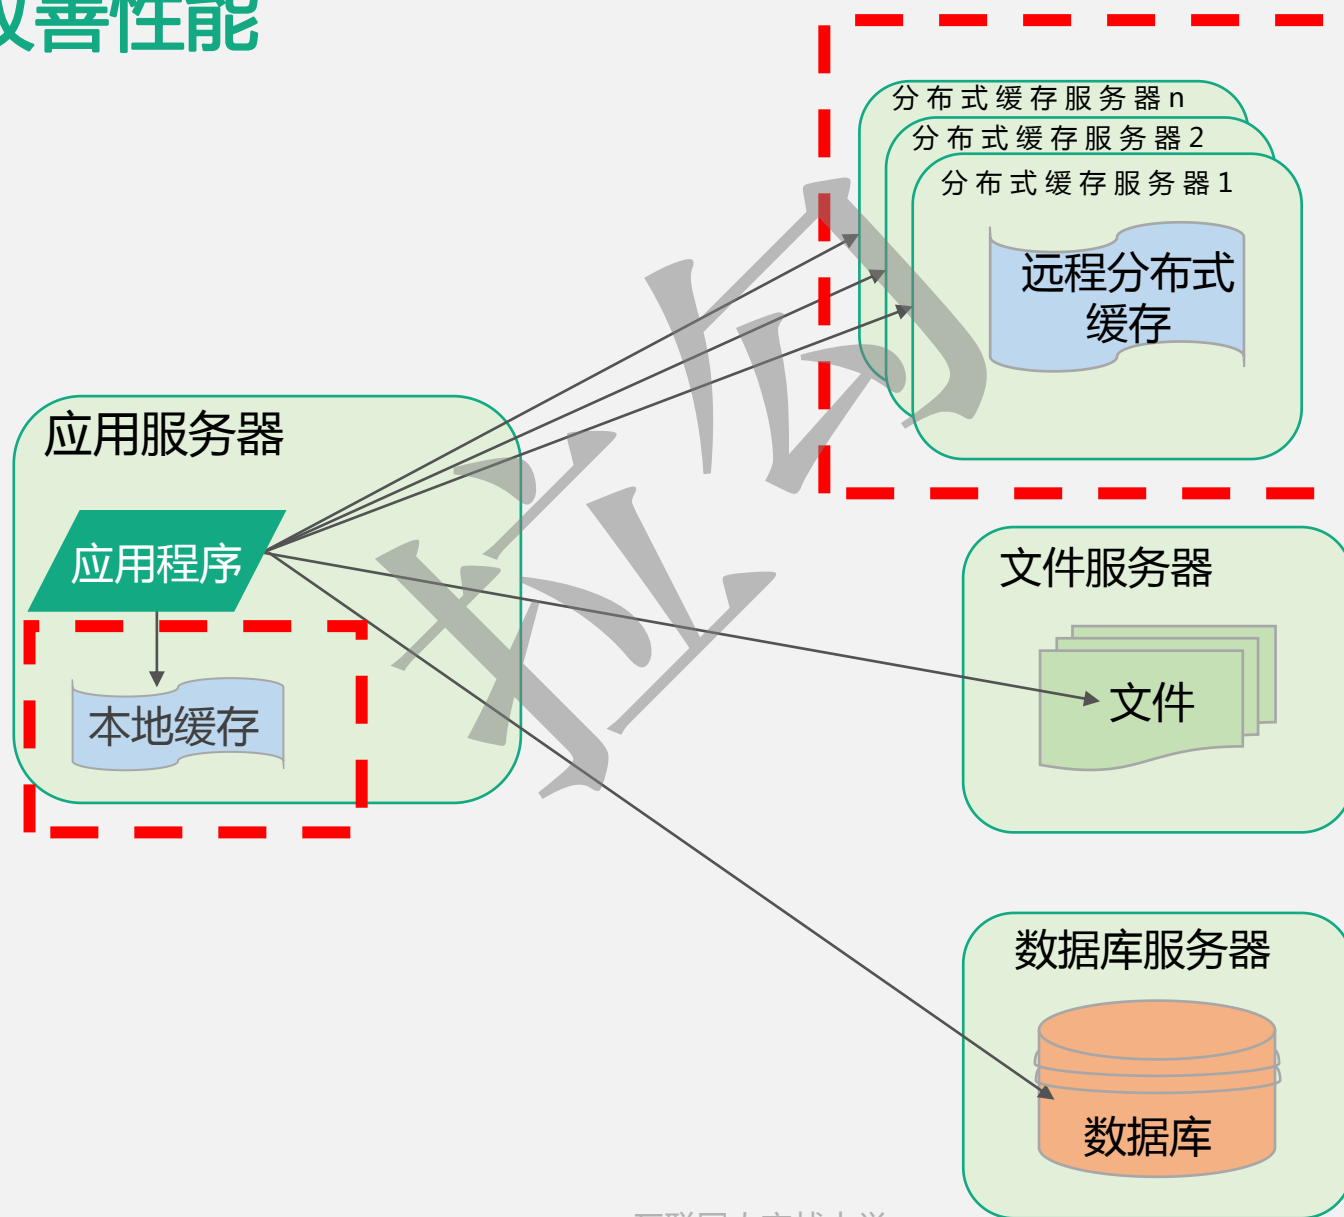 改善性能
分布式缓存服务器n
分布式缓存服务器2
分布式缓存服务器1
远程分布式
缓存
应用服务器
应用程序
本地缓存
文件服务器
文件
数据库服务器
数据库